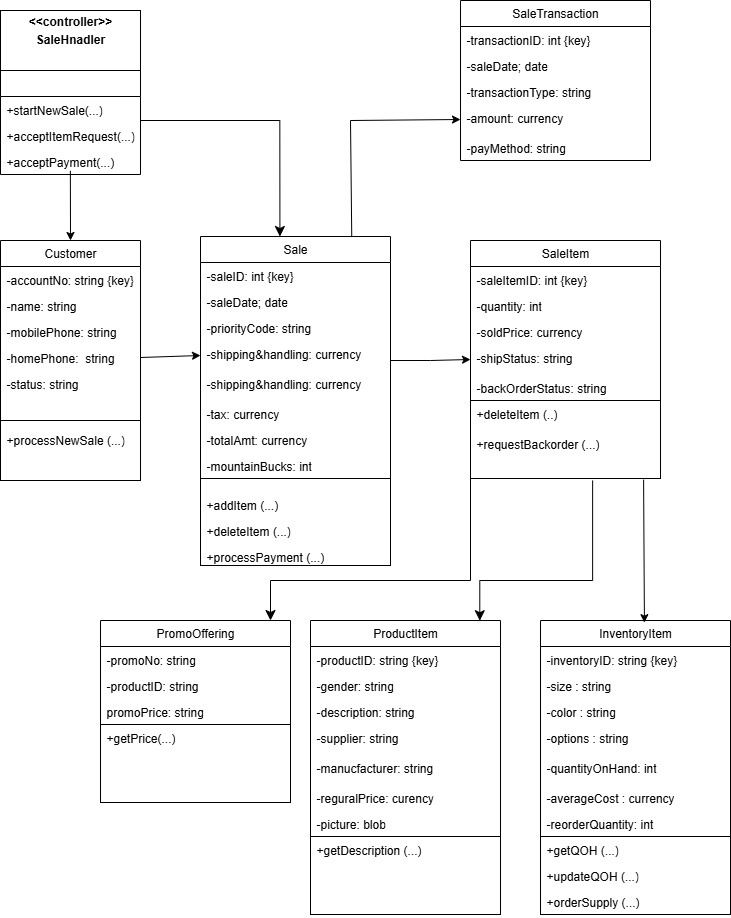 <<controller>>
SaleHnadler
+startNewSale(...)
+acceptItemRequest(...)
+acceptPayment(...)
SaleTransaction
-transactionID: int {key}
-saleDate; date
-transactionType: string
-amount: currency
-payMethod: string
Customer
-accountNo: string {key}
-name: string
-mobilePhone: string
-homePhone:  string
-status: string
+processNewSale (...)
Sale
-saleID: int {key}
-saleDate; date
-priorityCode: string
-shipping&handling: currency
-shipping&handling: currency
-tax: currency
-totalAmt: currency
-mountainBucks: int
+addItem (...)
+deleteItem (...)
+processPayment (...)
SaleItem
-saleItemID: int {key}
-quantity: int
-soldPrice: currency
-shipStatus: string
-backOrderStatus: string
+deleteItem (..)
+requestBackorder (...)
PromoOffering
-promoNo: string
-productID: string
promoPrice: string
+getPrice(...)
ProductItem
-productID: string {key}
-gender: string
-description: string
-supplier: string
-manucfacturer: string
-reguralPrice: curency
-picture: blob
+getDescription (...)
InventoryItem
-inventoryID: string {key}
-size : string
-color : string
-options : string
-quantityOnHand: int
-averageCost : currency
-reorderQuantity: int
+getQOH (...)
+updateQOH (...)
+orderSupply (...)